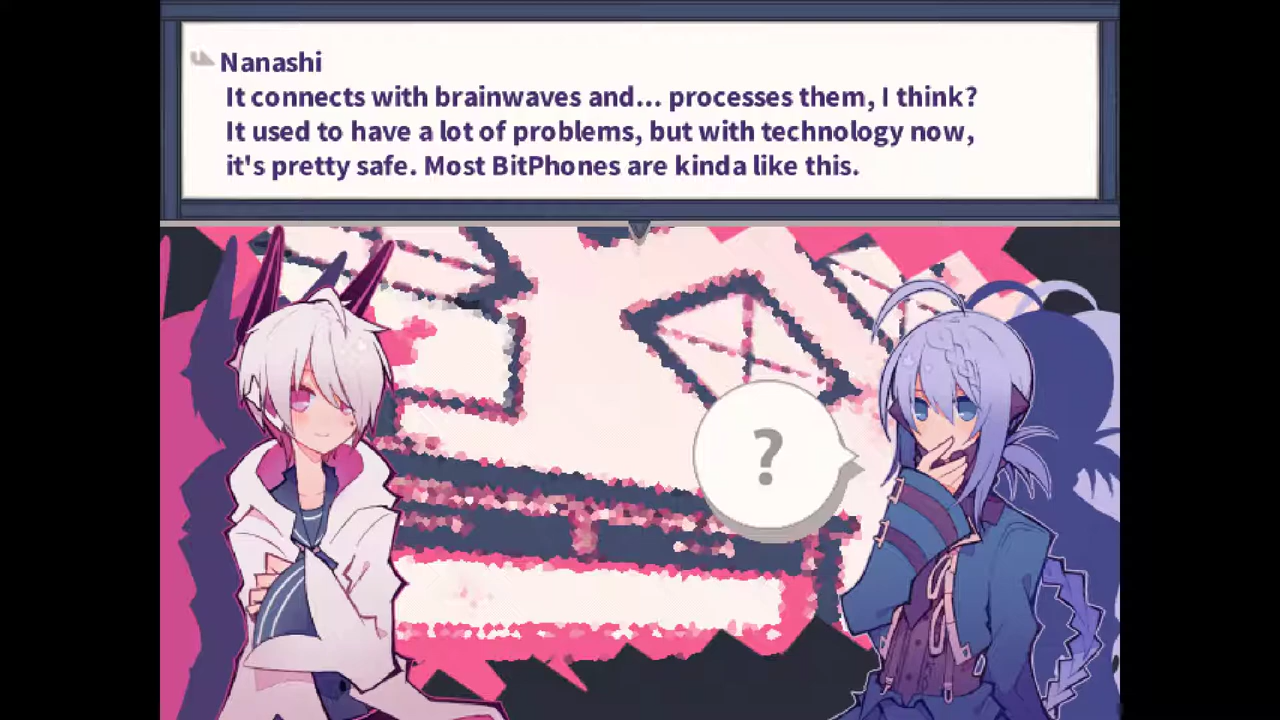 Nanashi
It connects with brainwaves and... processes them, I think?
It used to have a lot of problems, but with technology now,
it's pretty safe. Most BitPhones are kinda like this.
?